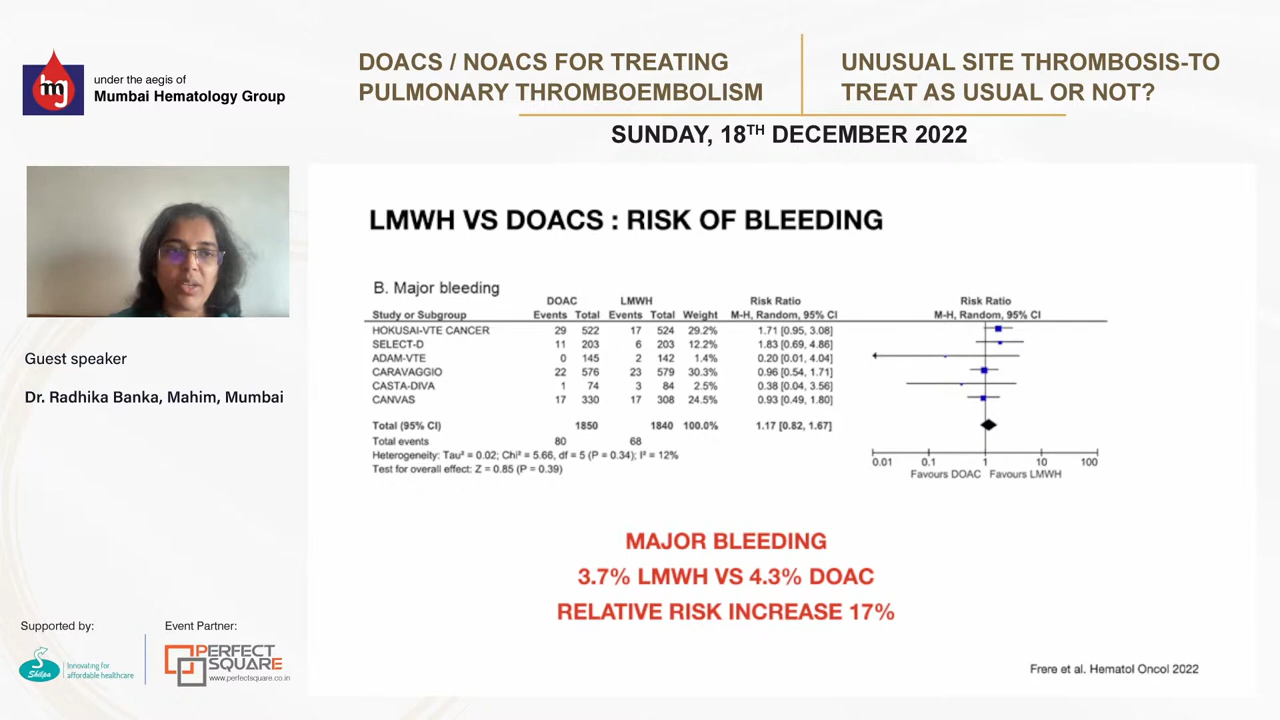 mg
under the aegis of
Mumbai Hematology Group
DOACS / NOACS FOR TREATING
PULMONARY THROMBOEMBOLISM
UNUSUAL SITE THROMBOSIS-TO
TREAT AS USUAL OR NOT?
SUNDAY, 18TH DECEMBER 2022
Guest speaker
Dr. Radhika Banka, Mahim, Mumbai
LMWH VS DOACS : RISK OF BLEEDING
B. Major bleeding
DOAC LMWH Risk Ratio Risk Ratio
Study or Subgroup Events Total Events Total Weight M-H, Random, 95% CI M-H, Random, 95% CI
HOKUSAI-VTE CANCER 29 522 17 524 29.2% 1.71 [0.95, 3.08]
SELECT-D 11 203 6 203 12.2% 1.83 [0.69, 4.86]
ADAM-VTE 0 145 2 142 1.4% 0.20 [0.01, 4.04]
CARAVAGGIO 22 576 23 579 30.3% 0.96 [0.54, 1.71]
CASTA-DIVA 1 74 3 84 2.5% 0.38 [0.04, 3.56]
CANVAS 17 330 17 308 24.5% 0.93 [0.49, 1.80]
Total (95% CI) 1850 1840 100.0% 1.17 [0.82, 1.67]
Total events 80 68
Heterogeneity: Tau² = 0.02; Chi² = 5.66, df = 5 (P = 0.34); I² = 12%
Test for overall effect: Z = 0.85 (P = 0.39)
0.01 0.1 1 10 100
Favours DOAC Favours LMWH
MAJOR BLEEDING
3.7% LMWH VS 4.3% DOAC
RELATIVE RISK INCREASE 17%
Frere et al. Hematol Oncol 2022
Supported by:
Shilpa
Innovating for
affordable healthcare
Event Partner:
PERFECT
SQUARE
www.perfectsquare.co.in